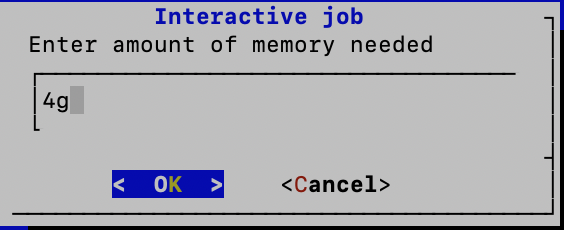 Interactive job
Enter amount of memory needed
4g
< OK > <Cancel>